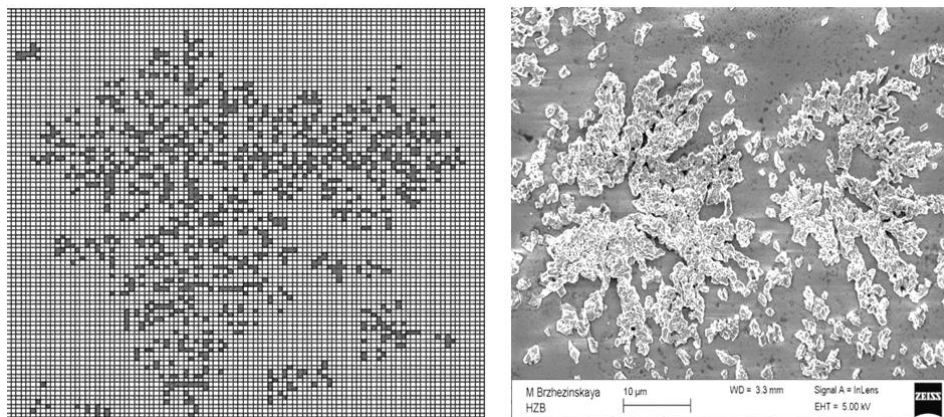 M Brzhezinskaya 10 µm WD = 3.3 mm Signal A = InLens
HZB EHT = 5.00 kV ZEISS